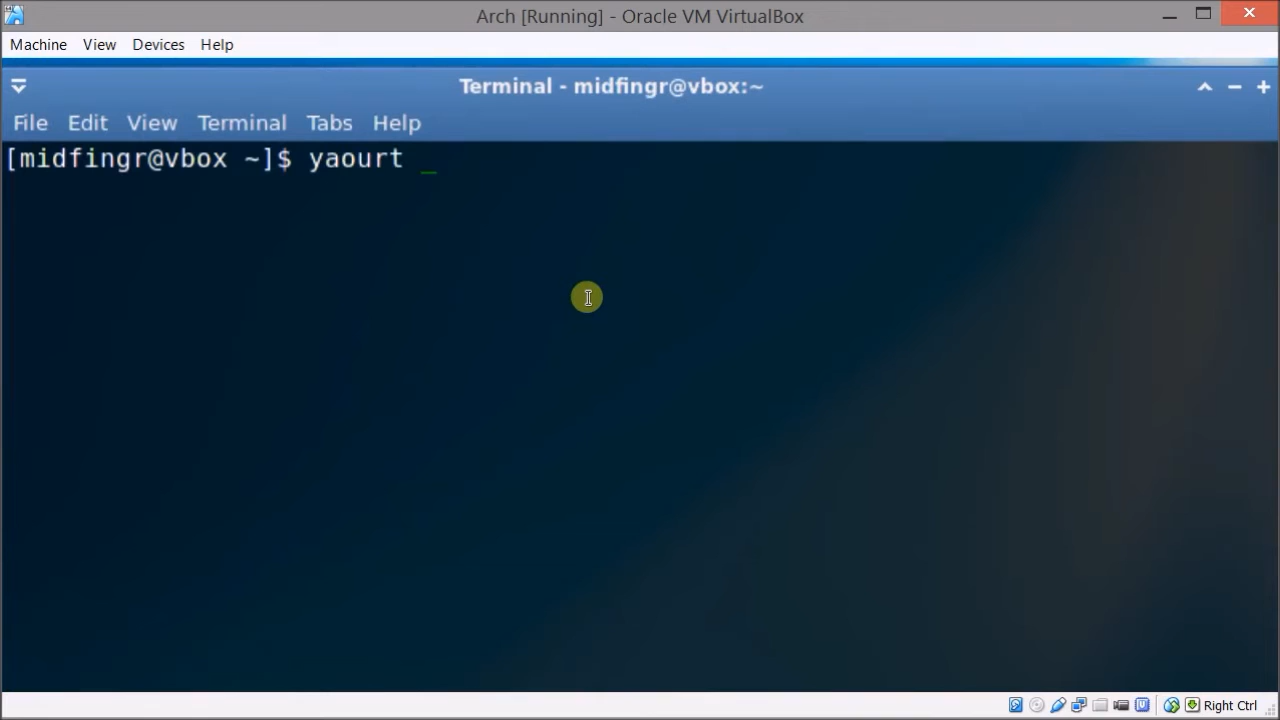 Arch [Running] - Oracle VM VirtualBox
Machine View Devices Help
Terminal - midfingr@vbox:~
File Edit View Terminal Tabs Help
[midfingr@vbox ~]$ yaourt _
Right Ctrl